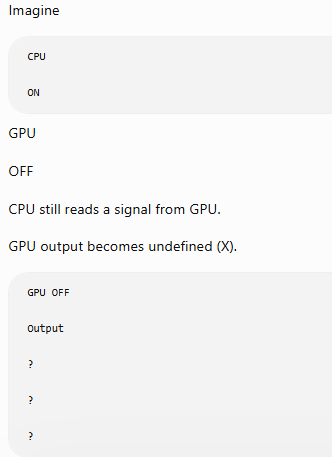 Imagine
CPU
ON
GPU
OFF
CPU still reads a signal from GPU.
GPU output becomes undefined (X).
GPU OFF
Output
?
?
?